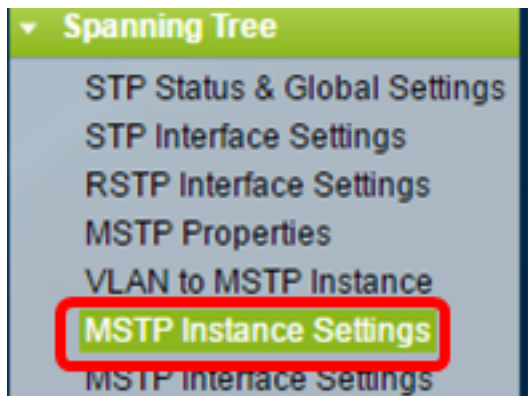 Spanning Tree
STP Status & Global Settings
STP Interface Settings
RSTP Interface Settings
MSTP Properties
VLAN to MSTP Instance
MSTP Instance Settings
MSTP Interface Settings